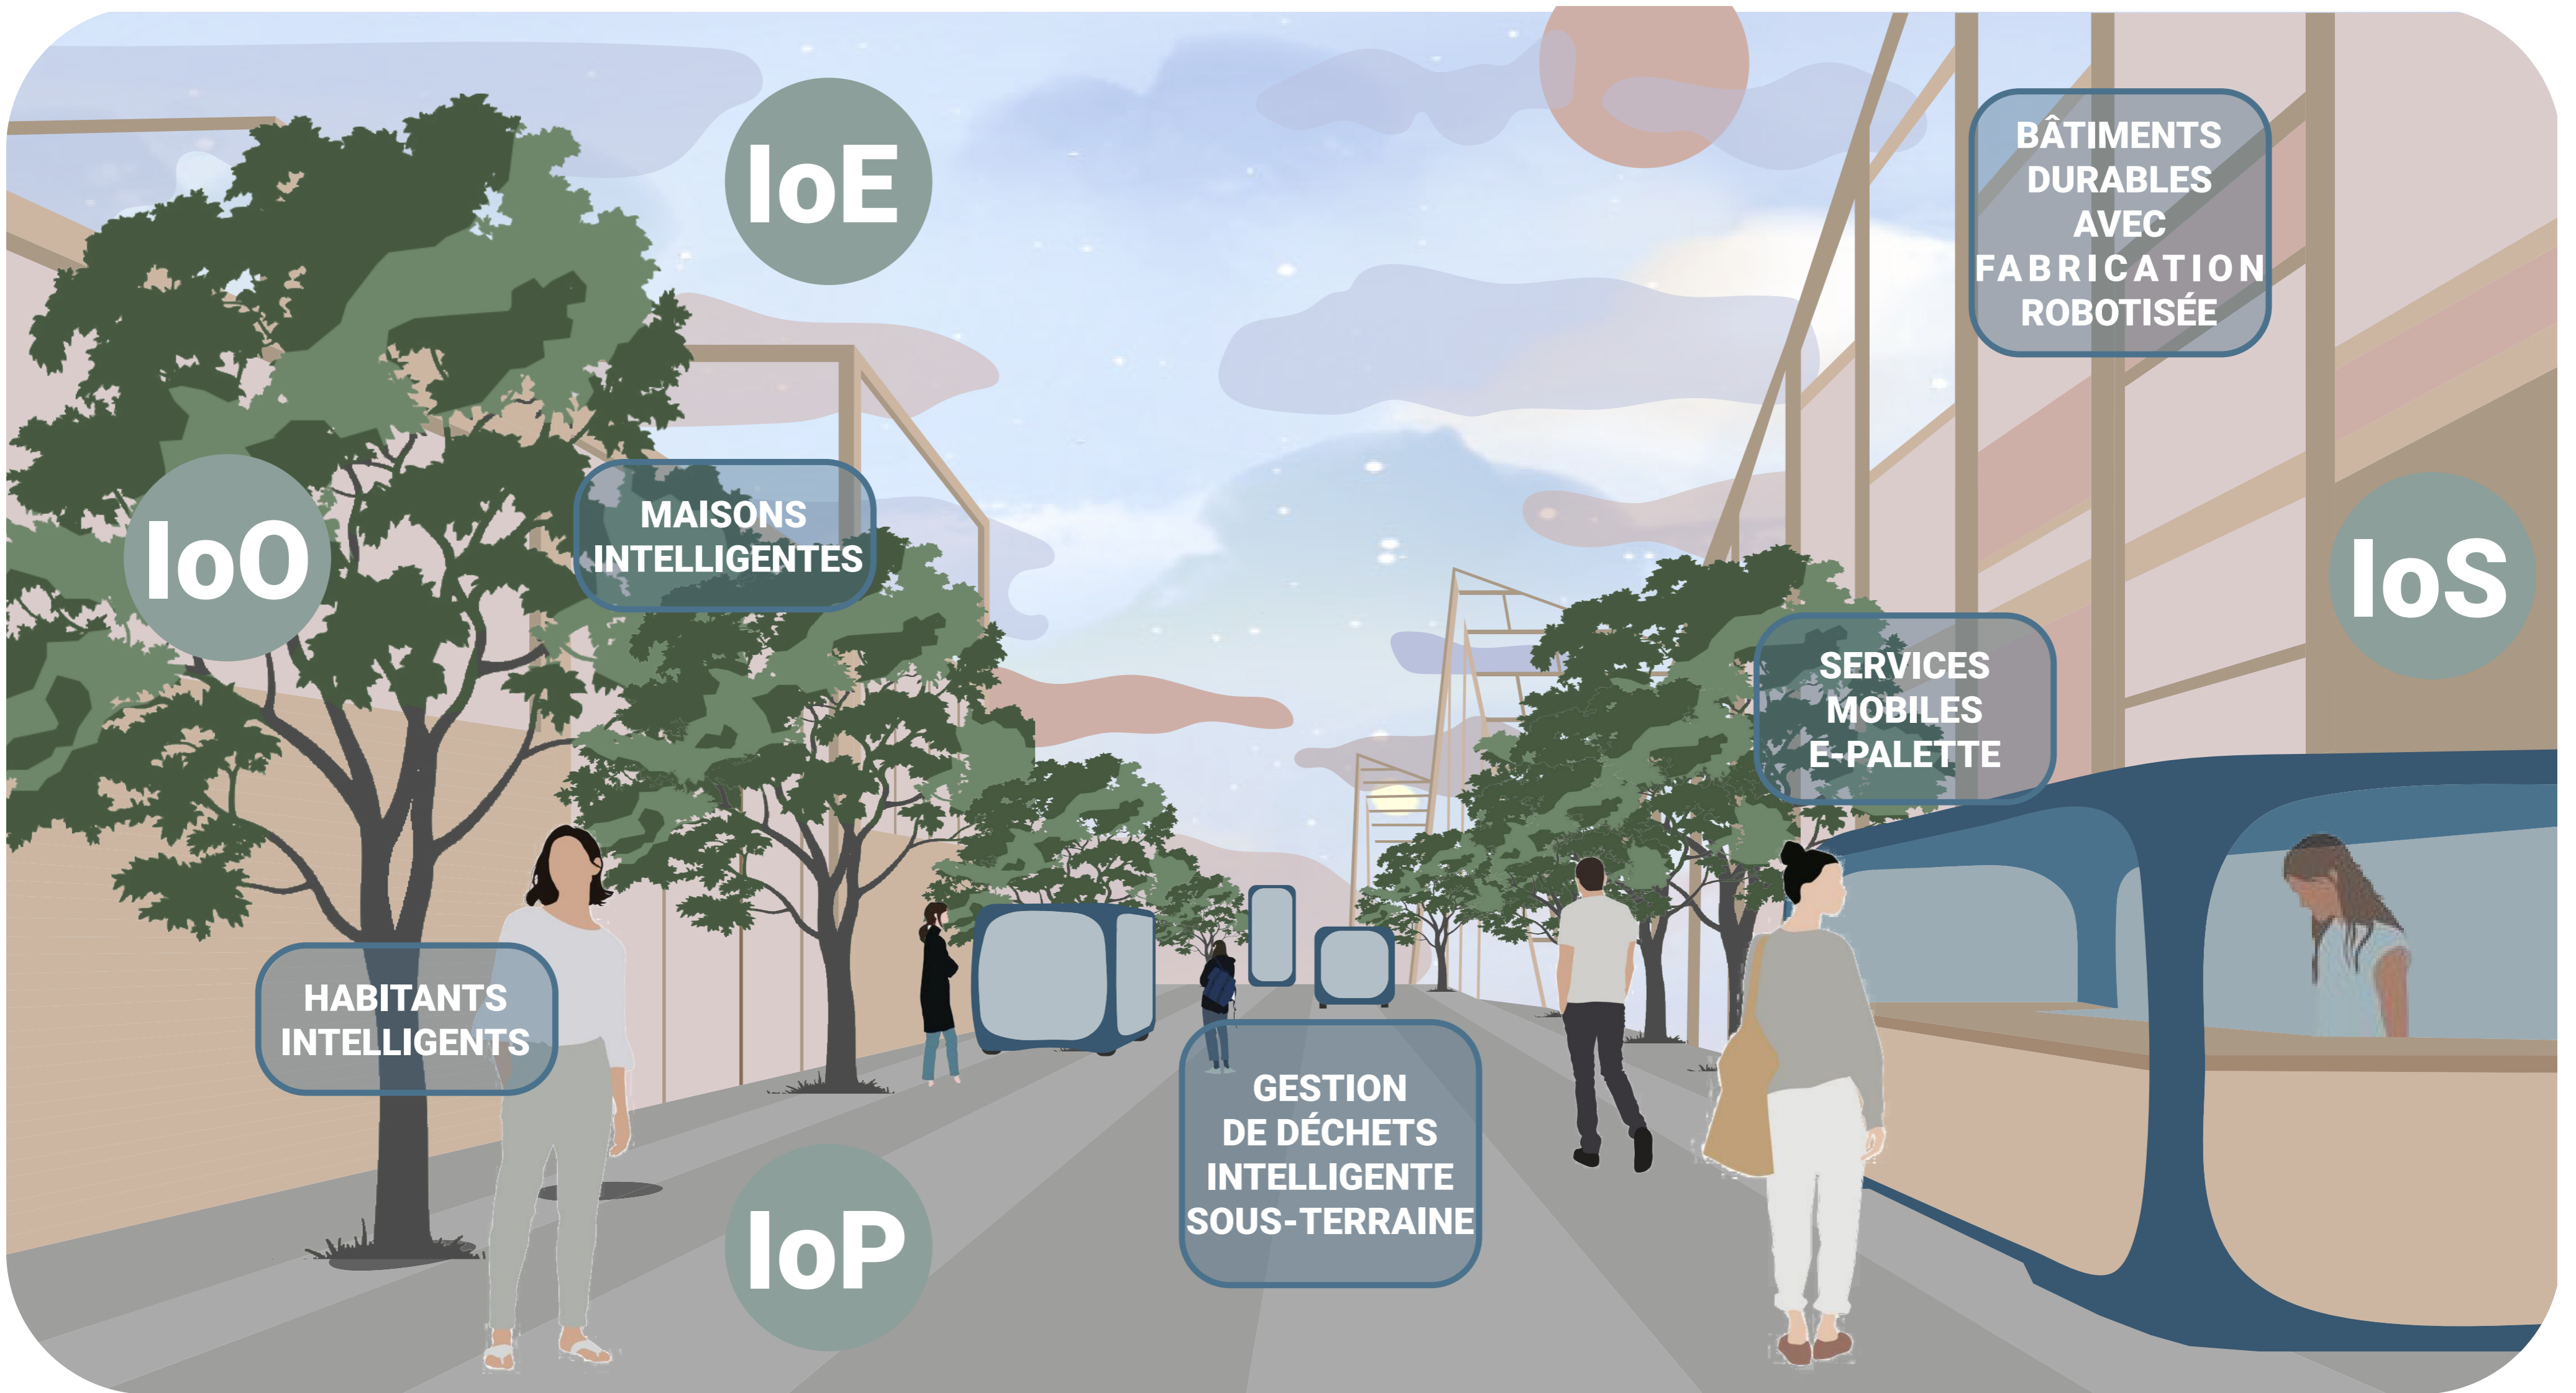 IoE
BÂTIMENTS
DURABLES
AVEC
FABRICATION
ROBOTISÉE
IoO
MAISONS
INTELLIGENTES
IoS
SERVICES
MOBILES
E-PALETTE
HABITANTS
INTELLIGENTS
GESTION
DE DÉCHETS
INTELLIGENTE
SOUS-TERRAINE
IoP